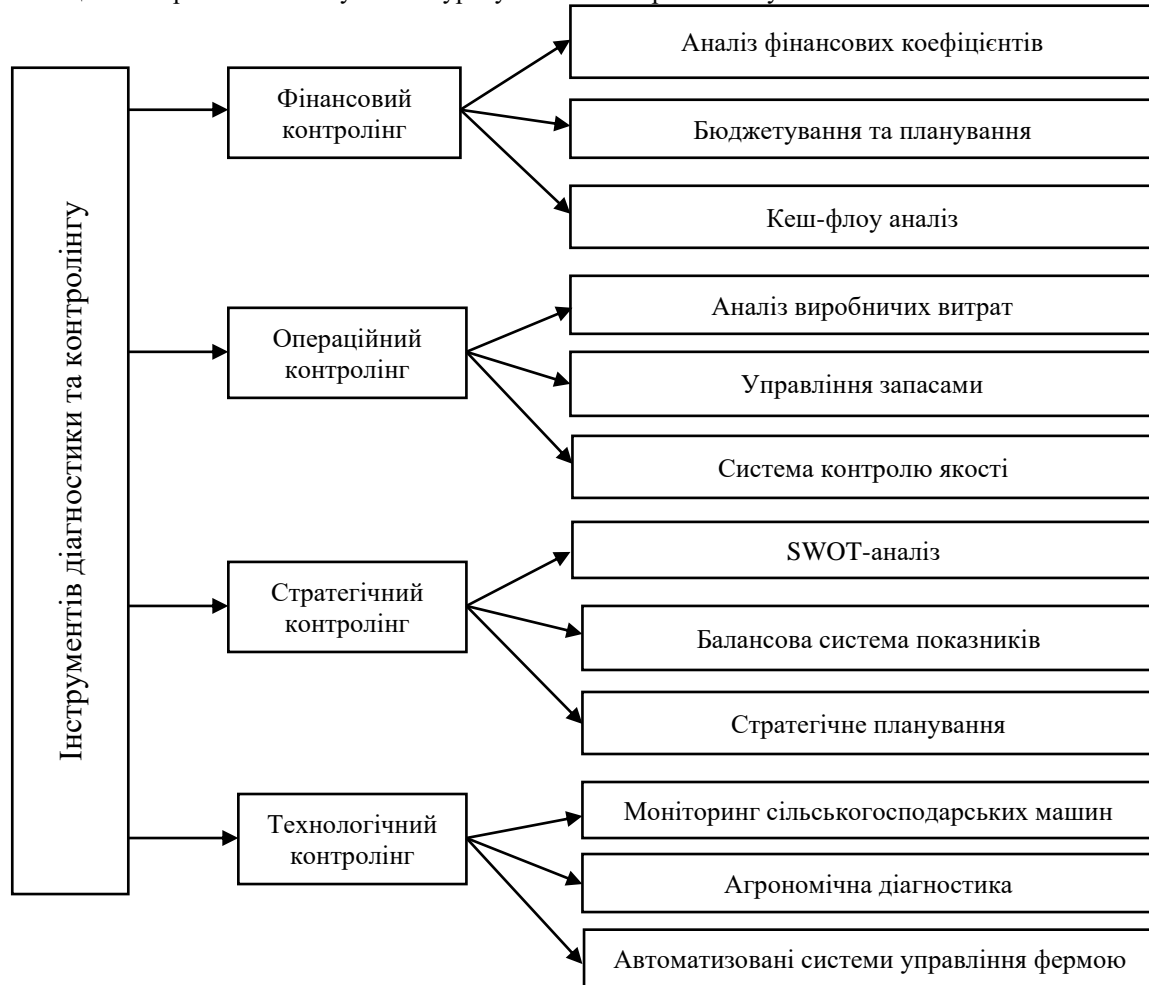 Інструментів діагностики та контролінгу
Фінансовий
контролінг
Аналіз фінансових коефіцієнтів
Бюджетування та планування
Кеш-флоу аналіз
Операційний
контролінг
Аналіз виробничих витрат
Управління запасами
Система контролю якості
Стратегічний
контролінг
SWOT-аналіз
Балансова система показників
Стратегічне планування
Технологічний
контролінг
Моніторинг сільськогосподарських машин
Агрономічна діагностика
Автоматизовані системи управління фермою